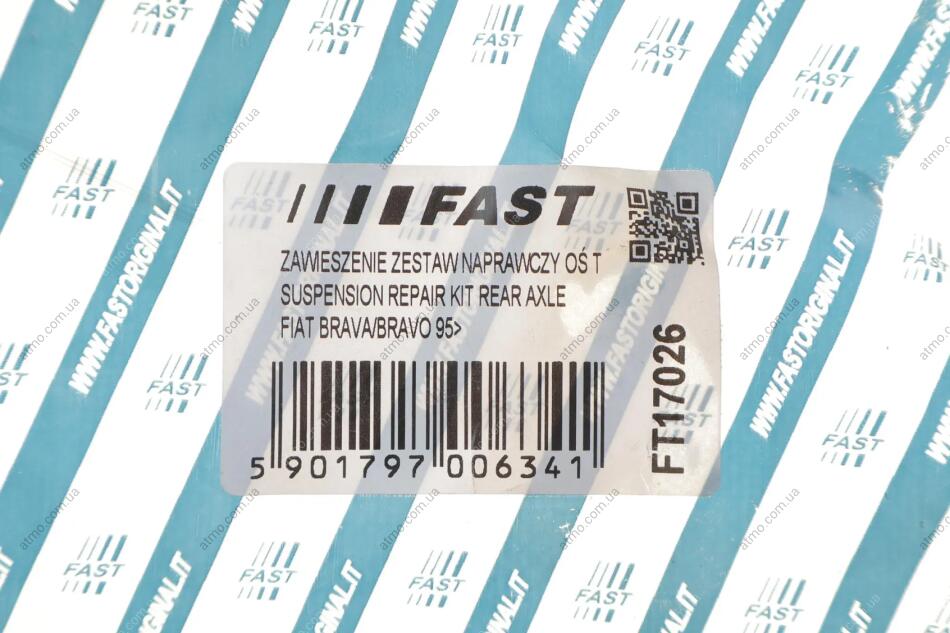 FAST
ZAWIESZENIE ZESTAW NAPRAWCZY OŚ T
SUSPENSION REPAIR KIT REAR AXLE
FIAT BRAVA/BRAVO 95>
5 901797 006341
FT17026
WWW.FASTORIGINAL.IT
atmo.com.ua